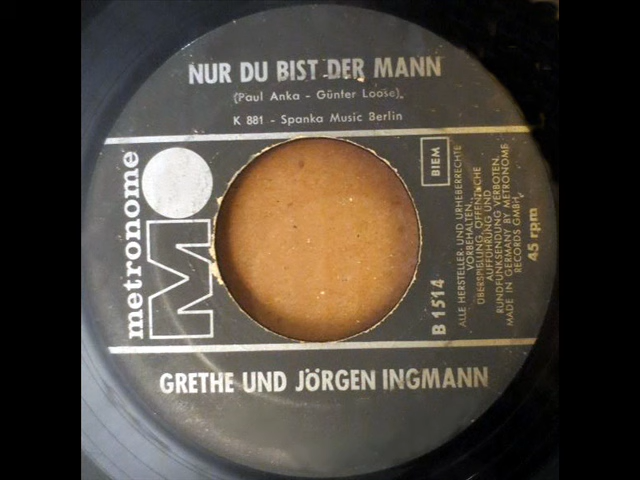 NUR DU BIST DER MANN
(Paul Anka - Günter Loose)
K 881 - Spanka Music Berlin
metronome
M
BIEM
B 1514
ALLE HERSTELLER- UND URHEBERRECHTE
VORBEHALTEN.
ÜBERSPIELUNG, ÖFFENTLICHE
AUFFÜHRUNG UND
RUNDFUNKSENDUNG VERBOTEN.
MADE IN GERMANY BY METRONOME
RECORDS GMBH.
45 rpm
GRETHE UND JÖRGEN INGMANN